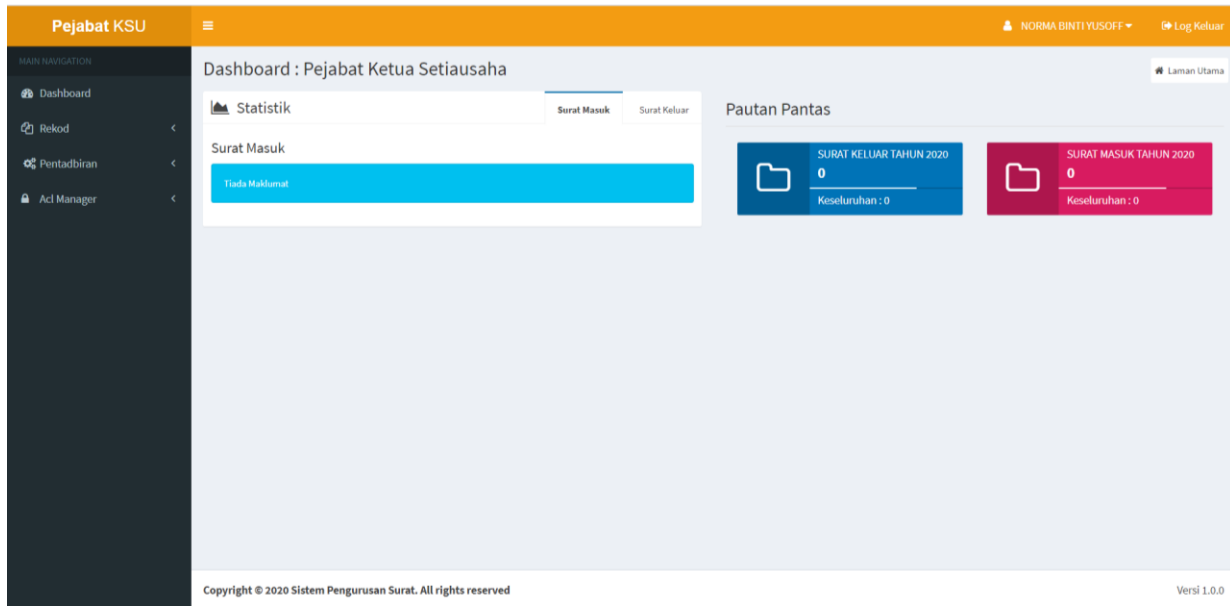 Pejabat KSU
NORMA BINTI YUSOFF
Log Keluar
MAIN NAVIGATION
Dashboard
Rekod
Pentadbiran
Acl Manager
Dashboard : Pejabat Ketua Setiausaha
Laman Utama
Statistik
Surat Masuk
Surat Keluar
Surat Masuk
Tiada Maklumat
Pautan Pantas
SURAT KELUAR TAHUN 2020
0
Keseluruhan : 0
SURAT MASUK TAHUN 2020
0
Keseluruhan : 0
Copyright © 2020 Sistem Pengurusan Surat. All rights reserved
Versi 1.0.0